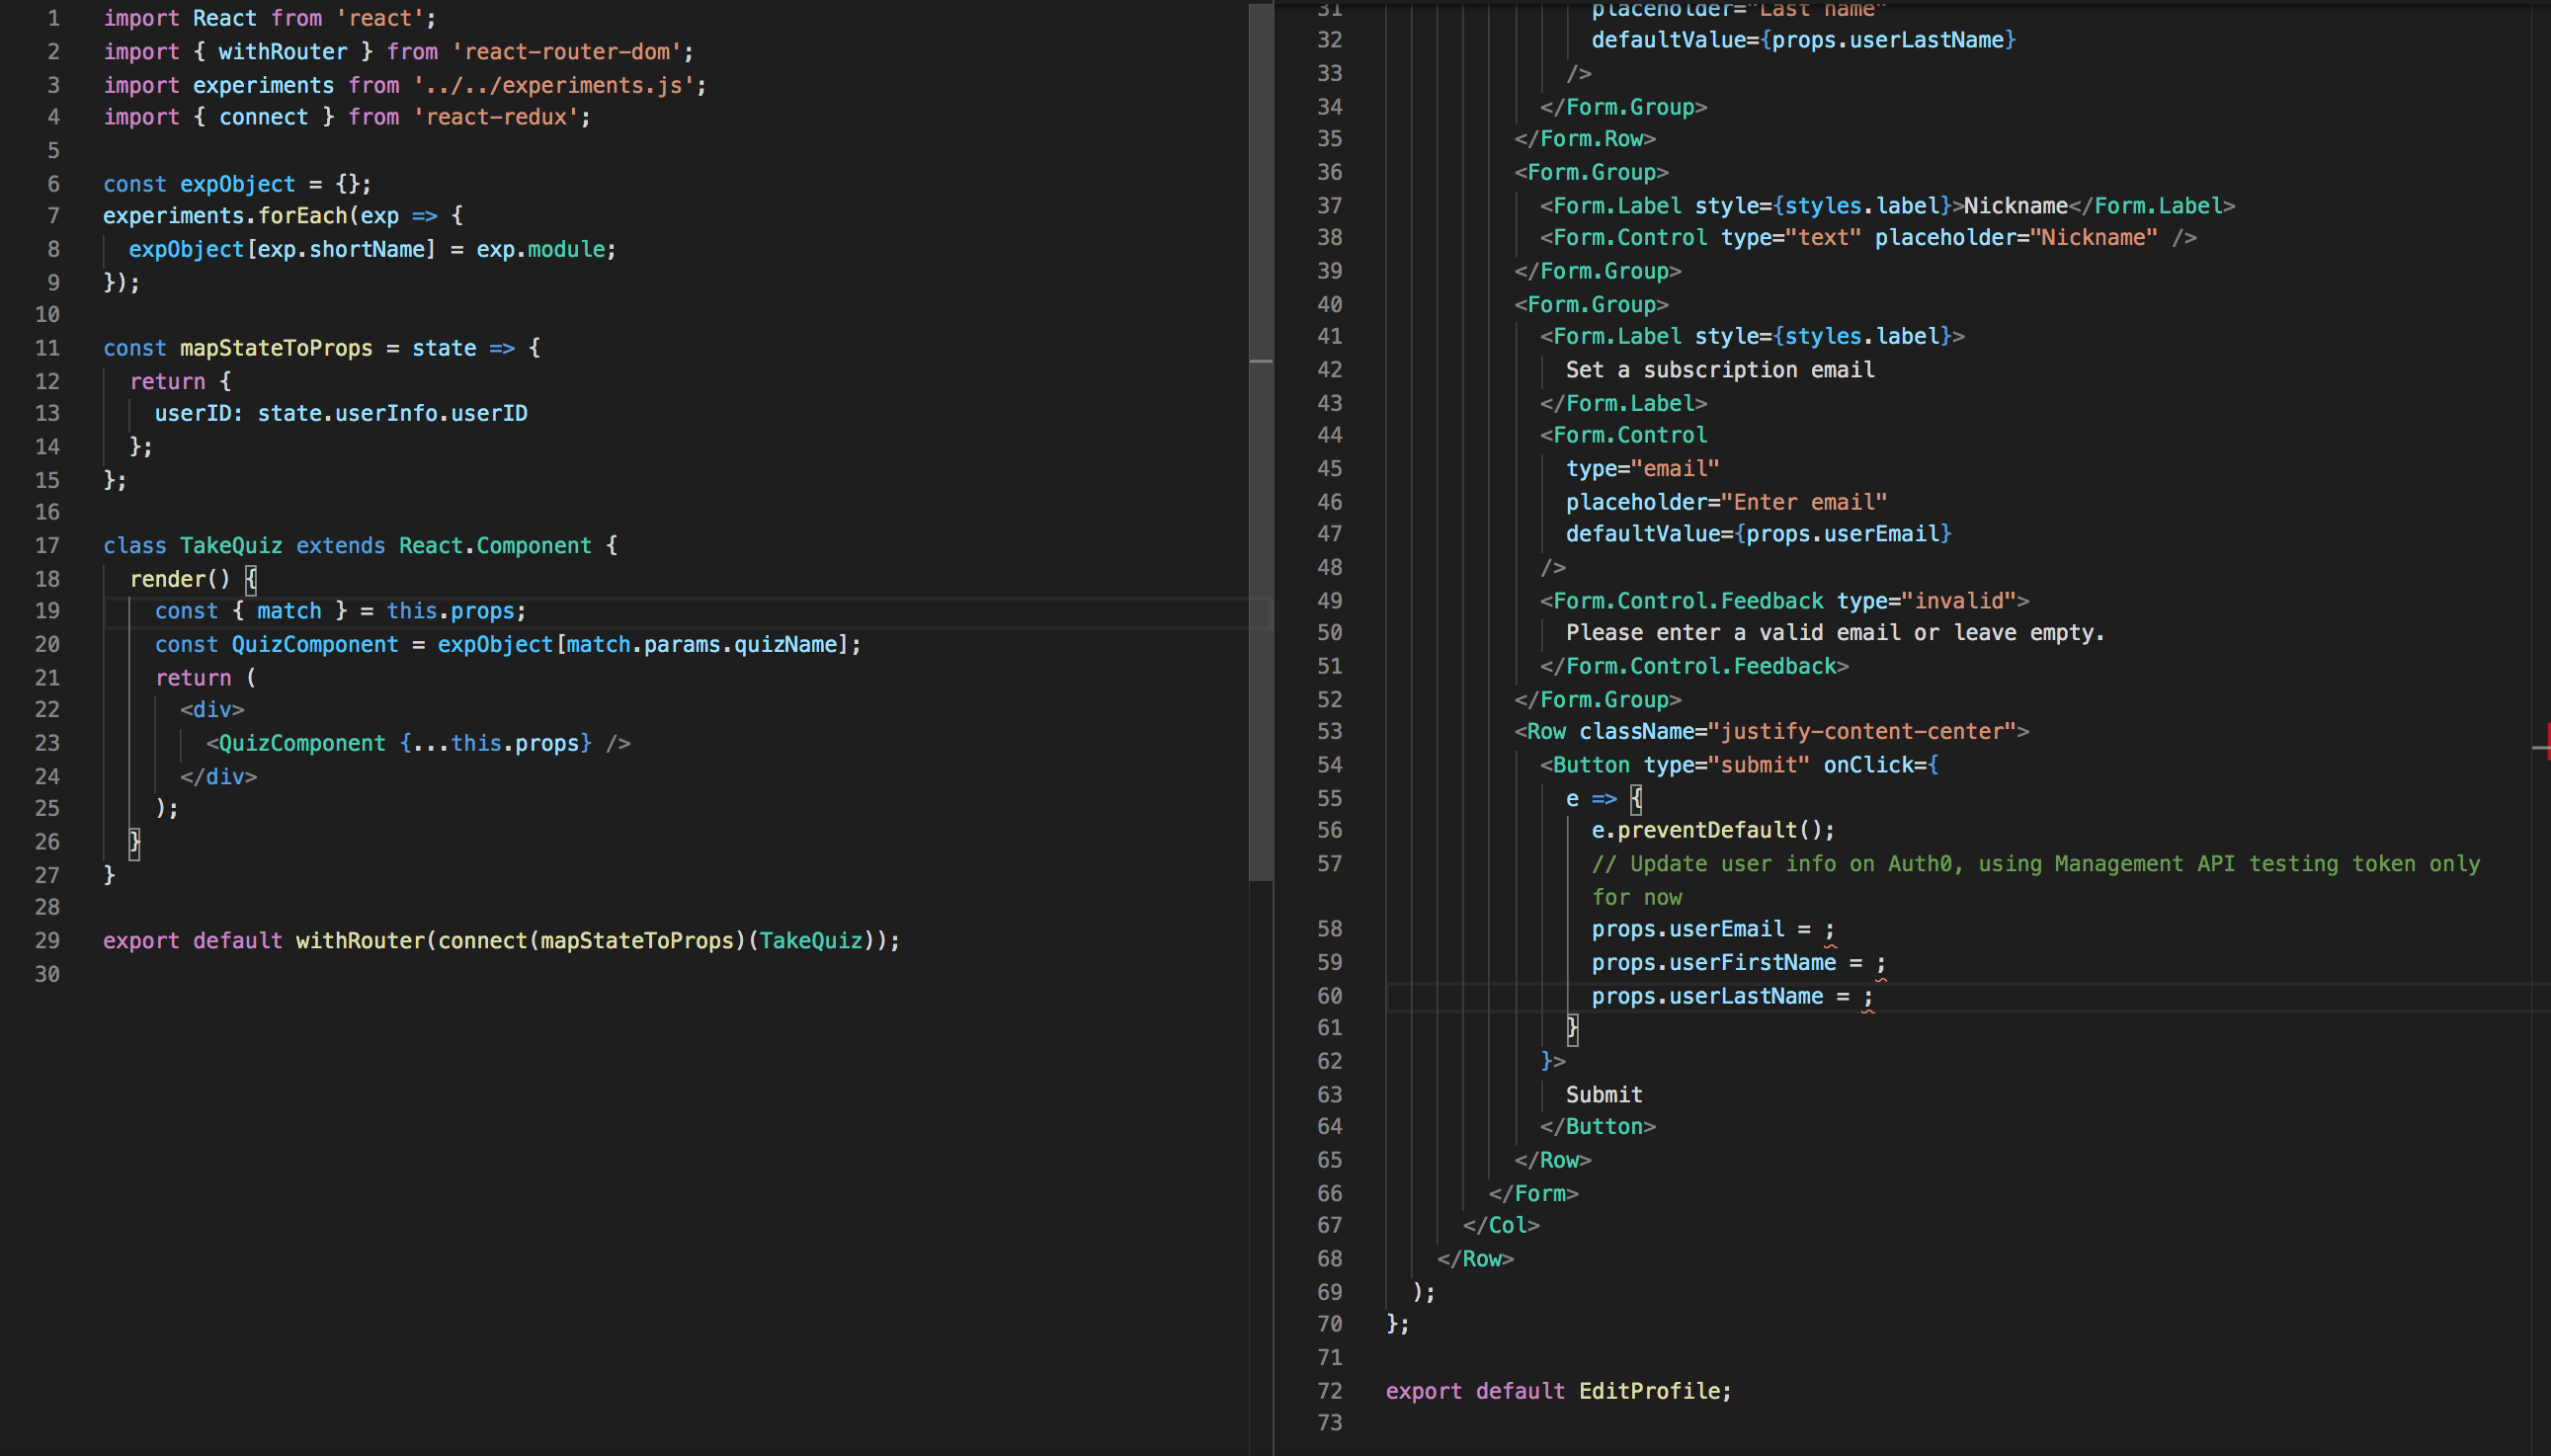 1 import React from 'react';
2 import { withRouter } from 'react-router-dom';
3 import experiments from '../../experiments.js';
4 import { connect } from 'react-redux';
5
6 const expObject = {};
7 experiments.forEach(exp => {
8 expObject[exp.shortName] = exp.module;
9 });
10
11 const mapStateToProps = state => {
12 return {
13 userID: state.userInfo.userID
14 };
15 };
16
17 class TakeQuiz extends React.Component {
18 render() {
19 const { match } = this.props;
20 const QuizComponent = expObject[match.params.quizName];
21 return (
22 <div>
23 <QuizComponent {...this.props} />
24 </div>
25 );
26 }
27 }
28
29 export default withRouter(connect(mapStateToProps)(TakeQuiz));
30
31 placeholder="Last name"
32 defaultValue={props.userLastName}
33 />
34 </Form.Group>
35 </Form.Row>
36 <Form.Group>
37 <Form.Label style={styles.label}>Nickname</Form.Label>
38 <Form.Control type="text" placeholder="Nickname" />
39 </Form.Group>
40 <Form.Group>
41 <Form.Label style={styles.label}>
42 Set a subscription email
43 </Form.Label>
44 <Form.Control
45 type="email"
46 placeholder="Enter email"
47 defaultValue={props.userEmail}
48 />
49 <Form.Control.Feedback type="invalid">
50 Please enter a valid email or leave empty.
51 </Form.Control.Feedback>
52 </Form.Group>
53 <Row className="justify-content-center">
54 <Button type="submit" onClick={
55 e => {
56 e.preventDefault();
57 // Update user info on Auth0, using Management API testing token only
for now
58 props.userEmail = ;
59 props.userFirstName = ;
60 props.userLastName = ;
61 }
62 }>
63 Submit
64 </Button>
65 </Row>
66 </Form>
67 </Col>
68 </Row>
69 );
70 };
71
72 export default EditProfile;
73